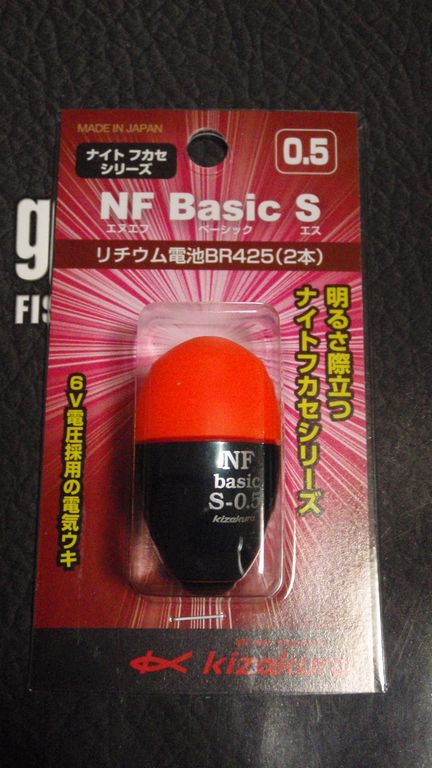 MADE IN JAPAN
ナイト フカセ
シリーズ
0.5
NF Basic S
エヌエフ ベーシック エス
リチウム電池BR425(2本)
g
FIS
明るさ際立つ
ナイトフカセシリーズ
6V電圧採用の電気ウキ
NF
basic
S-0.5
kizakura
kizakura